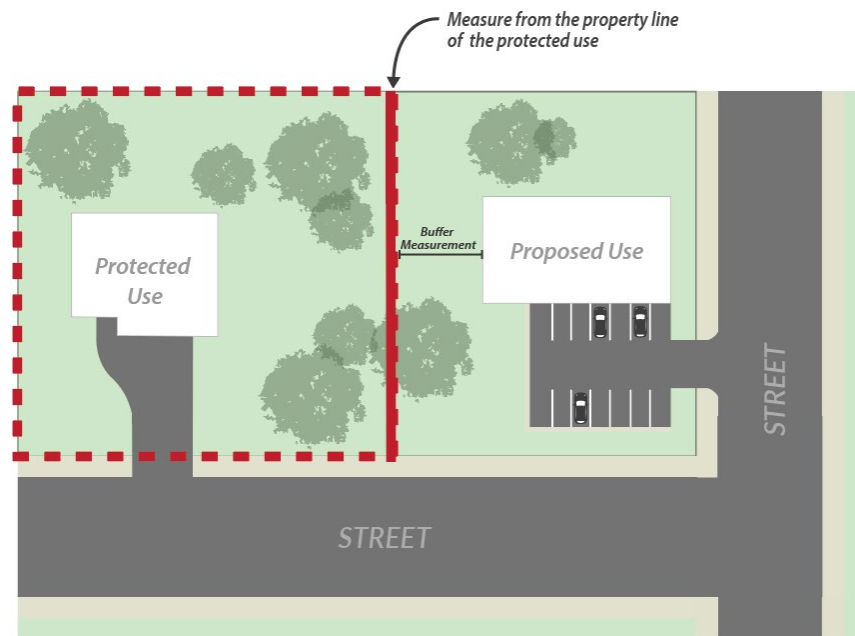 Measure from the property line
of the protected use
Buffer
Measurement
Protected
Use
Proposed Use
STREET
STREET